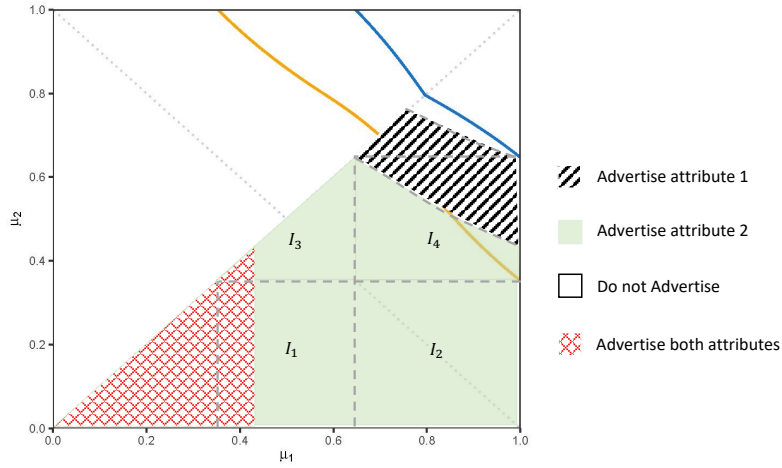 1.0
0.8
0.6
μ2
0.4
0.2
0.0
0.0
0.2
0.4
0.6
0.8
1.0
μ1
I3
I4
I1
I2
Advertise attribute 1
Advertise attribute 2
Do not Advertise
Advertise both attributes